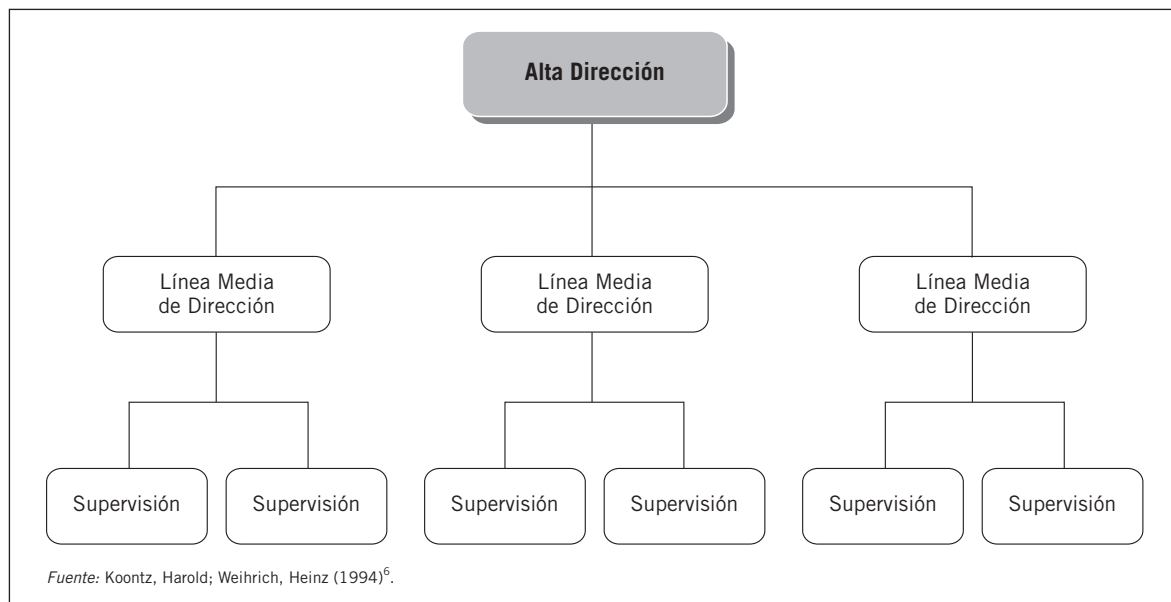 Alta Dirección
Línea Media
de Dirección
Línea Media
de Dirección
Línea Media
de Dirección
Supervisión
Supervisión
Supervisión
Supervisión
Supervisión
Supervisión
Fuente: Koontz, Harold; Weihrich, Heinz (1994)⁶.